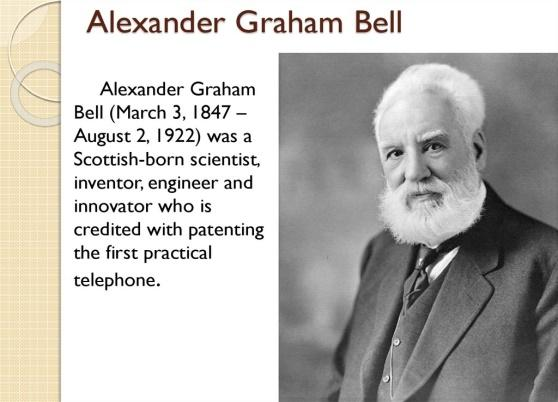 Alexander Graham Bell
Alexander Graham
Bell (March 3, 1847 –
August 2, 1922) was a
Scottish-born scientist,
inventor, engineer and
innovator who is
credited with patenting
the first practical
telephone.